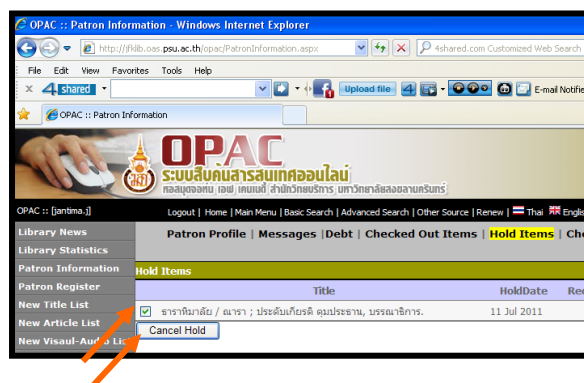 OPAC :: Patron Information - Windows Internet Explorer
http://jfklib.oas.psu.ac.th/opac/PatronInformation.aspx
4shared.com Customized Web Search
File Edit View Favorites Tools Help
4 shared
Upload file
E-mail Notifie
OPAC :: Patron Information
OPAC
ระบบสืบค้นสารสนเทศออนไลน์
หอสมุดจอห์น เอฟ เคนเนดี้ สำนักวิทยบริการ มหาวิทยาลัยสงขลานครินทร์
OPAC :: [jantima.j]
Logout | Home | Main Menu | Basic Search | Advanced Search | Other Source | Renew | Thai Englis
Library News
Patron Profile | Messages |Debt | Checked Out Items | Hold Items | Che
Library Statistics
Patron Information
Hold Items
Patron Register
Title HoldDate Rec
New Title List
ธาราหิมาลัย / ณารา ; ประดับเกียรติ ตุมประธาน, บรรณาธิการ. 11 Jul 2011
New Article List
Cancel Hold
New Visaul-Audio Lis